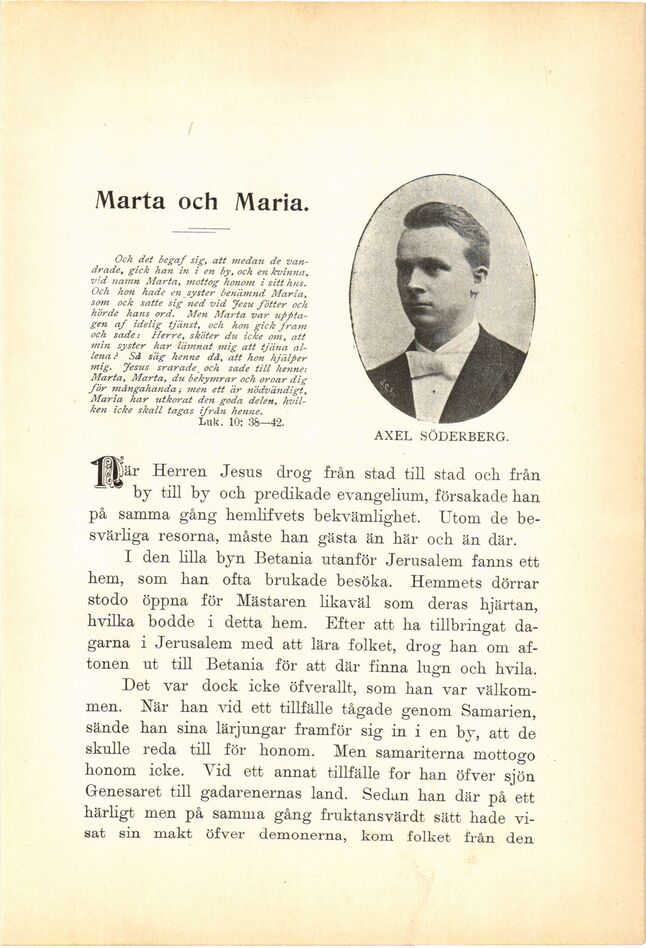 Marta och Maria.
Och det begaf sig, att medan de van-
drade, gick han in i en by, och en kvinna,
vid namn Marta, mottog honom i sitt hus.
Och hon hade en syster benämnd Maria,
som ock satte sig ned vid Jesu fötter och
hörde hans ord. Men Marta var uppta-
gen af idelig tjänst, och hon gick fram
och sade: Herre, sköter du icke om, att
min syster har lämnat mig att tjäna al-
lena? Så säg henne då, att hon hjälper
mig. Jesus svarade och sade till henne:
Marta, Marta, du bekymrar och oroar dig
för mångahanda; men ett är nödvändigt,
Maria har utkorat den goda delen, hvil-
ken icke skall tagas ifrån henne.
Luk. 10: 38—42.
AXEL SÖDERBERG.
När Herren Jesus drog från stad till stad och från
by till by och predikade evangelium, försakade han
på samma gång hemlifvets bekvämlighet. Utom de be-
svärliga resorna, måste han gästa än här och än där.
I den lilla byn Betania utanför Jerusalem fanns ett
hem, som han ofta brukade besöka. Hemmets dörrar
stodo öppna för Mästaren likaväl som deras hjärtan,
hvilka bodde i detta hem. Efter att ha tillbringat da-
garna i Jerusalem med att lära folket, drog han om af-
tonen ut till Betania för att där finna lugn och hvila.
Det var dock icke öfverallt, som han var välkom-
men. När han vid ett tillfälle tågade genom Samarien,
sände han sina lärjungar framför sig in i en by, att de
skulle reda till för honom. Men samariterna mottogo
honom icke. Vid ett annat tillfälle for han öfver sjön
Genesaret till gadarenernas land. Sedan han där på ett
härligt men på samma gång fruktansvärdt sätt hade vi-
sat sin makt öfver demonerna, kom folket från den